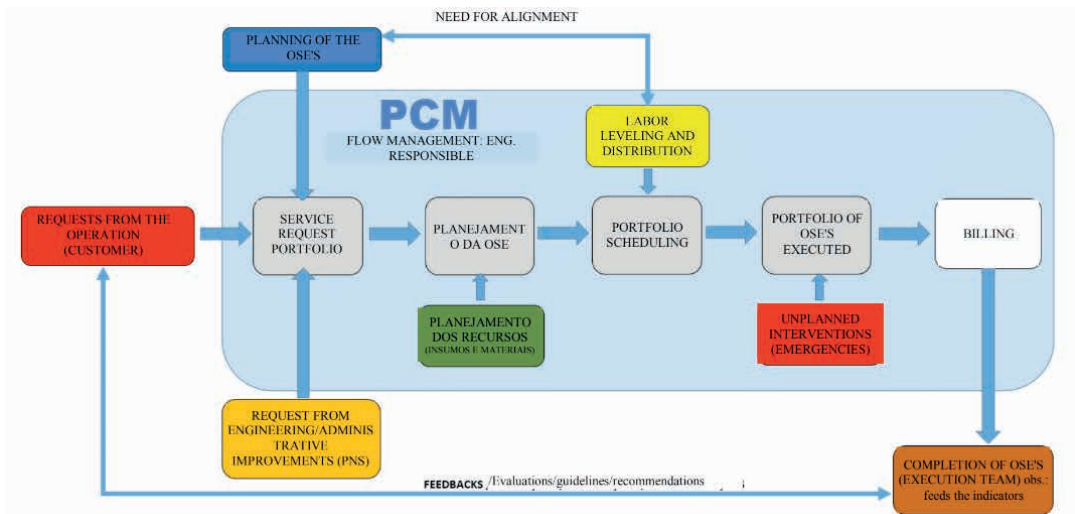 NEED FOR ALIGNMENT
PLANNING OF THE
OSE'S
PCM
FLOW MANAGEMENT: ENG.
RESPONSIBLE
LABOR
LEVELING AND
DISTRIBUTION
REQUESTS FROM THE
OPERATION
(CUSTOMER)
SERVICE
REQUEST
PORTFOLIO
PLANEJAMENT
O DA OSE
PORTFOLIO
SCHEDULING
PORTFOLIO OF
OSE'S
EXECUTED
BILLING
PLANEJAMENTO
DOS RECURSOS
(INSUMOS E MATERIAIS)
UNPLANNED
INTERVENTIONS
(EMERGENCIES)
REQUEST FROM
ENGINEERING/ADMINIS
TRATIVE
IMPROVEMENTS (PNS)
COMPLETION OF OSE'S
(EXECUTION TEAM) obs.:
feeds the indicators
FEEDBACKS /Evaluations/guidelines/recommendations